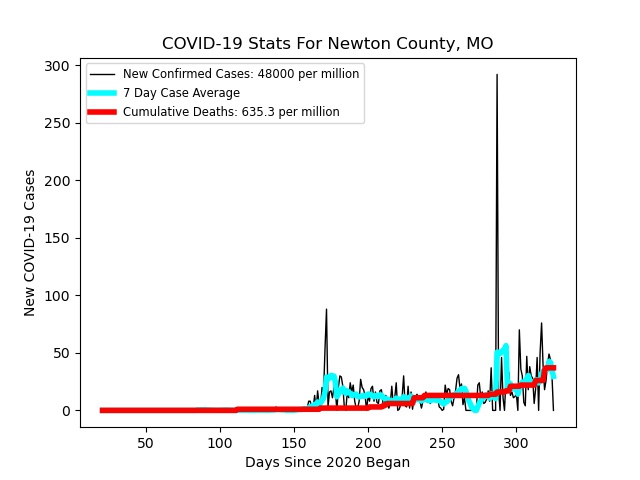 COVID-19 Stats For Newton County, MO
New Confirmed Cases: 48000 per million
7 Day Case Average
Cumulative Deaths: 635.3 per million
New COVID-19 Cases
300
250
200
150
100
50
0
50 100 150 200 250 300
Days Since 2020 Began